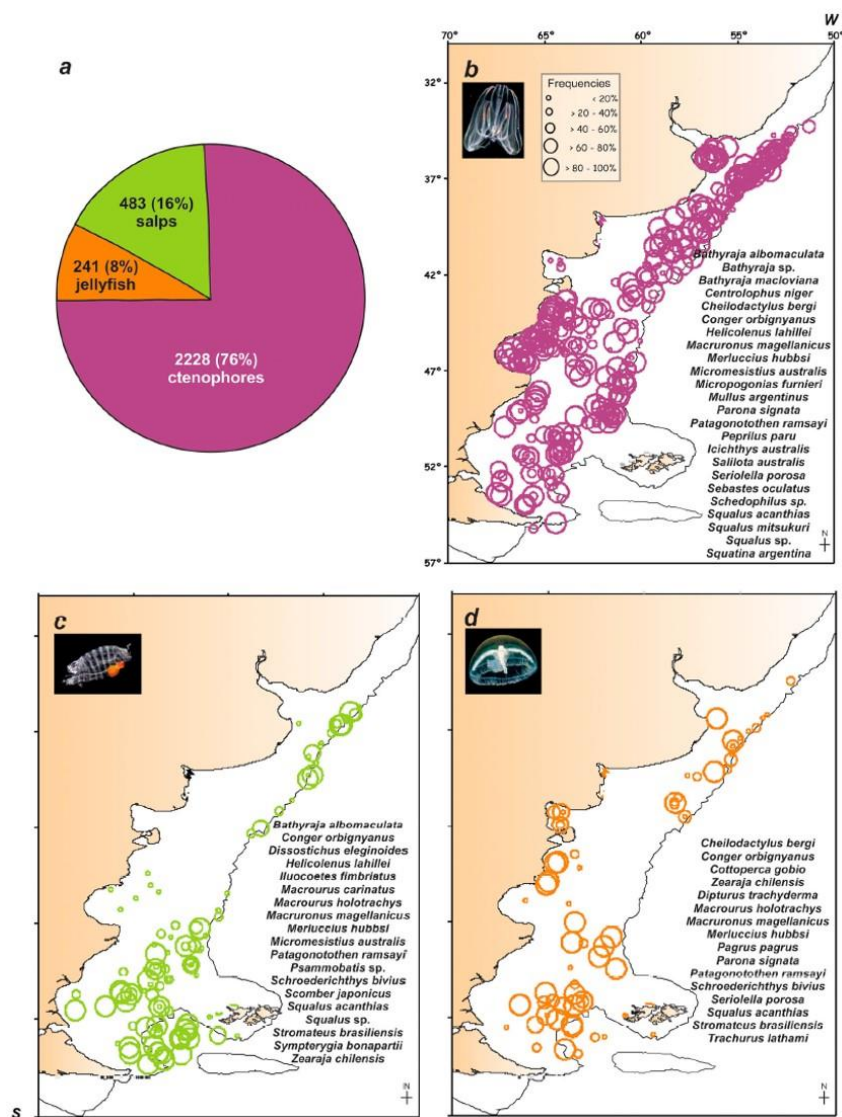 W
70° 65° 60° 55° 50°
a
b
Frequencies
< 20%
> 20 - 40%
> 40 - 60%
> 60 - 80%
> 80 - 100%
32°
37°
42°
47°
52°
57°
483 (16%)
salps
241 (8%)
jellyfish
2228 (76%)
ctenophores
Bathyraja albomaculata
Bathyraja sp.
Bathyraja macloviana
Centrolophus niger
Cheilodactylus bergi
Conger orbignyanus
Helicolenus lahillei
Macruronus magellanicus
Merluccius hubbsi
Micromesistius australis
Micropogonias furnieri
Mullus argentinus
Parona signata
Patagonotothen ramsayi
Peprilus paru
Icichthys australis
Salilota australis
Seriolella porosa
Sebastes oculatus
Schedophilus sp.
Squalus acanthias
Squalus mitsukuri
Squalus sp.
Squatina argentina
N
c
Bathyraja albomaculata
Conger orbignyanus
Dissostichus eleginoides
Helicolenus lahillei
Iluocoetes fimbriatus
Macrourus carinatus
Macrourus holotrachys
Macruronus magellanicus
Merluccius hubbsi
Micromesistius australis
Patagonotothen ramsayi
Psammobatis sp.
Schroederichthys bivius
Scomber japonicus
Squalus acanthias
Squalus sp.
Stromateus brasiliensis
Sympterygia bonapartii
Zearaja chilensis
N
S
d
Cheilodactylus bergi
Conger orbignyanus
Cottoperca gobio
Zearaja chilensis
Dipturus trachyderma
Macrourus holotrachys
Macruronus magellanicus
Merluccius hubbsi
Pagrus pagrus
Parona signata
Patagonotothen ramsayi
Schroederichthys bivius
Seriolella porosa
Squalus acanthias
Stromateus brasiliensis
Trachurus lathami
N